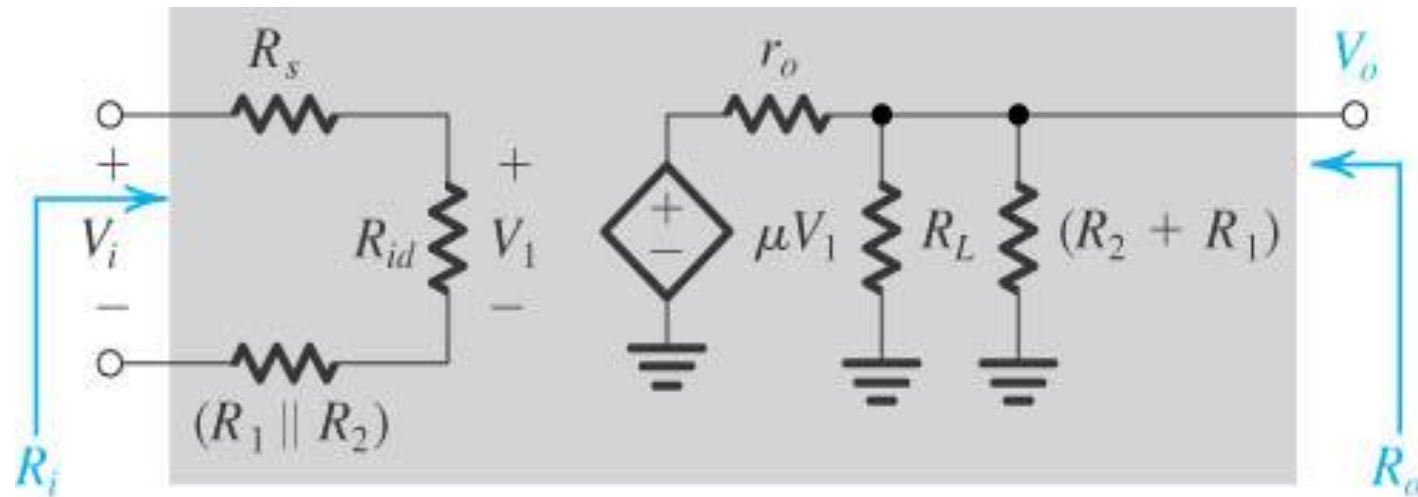 R_s
r_o
V_o
+
V_i
−
R_id
+
V_1
−
+
−
μV_1
R_L
(R_2 + R_1)
(R_1 || R_2)
R_i
R_o